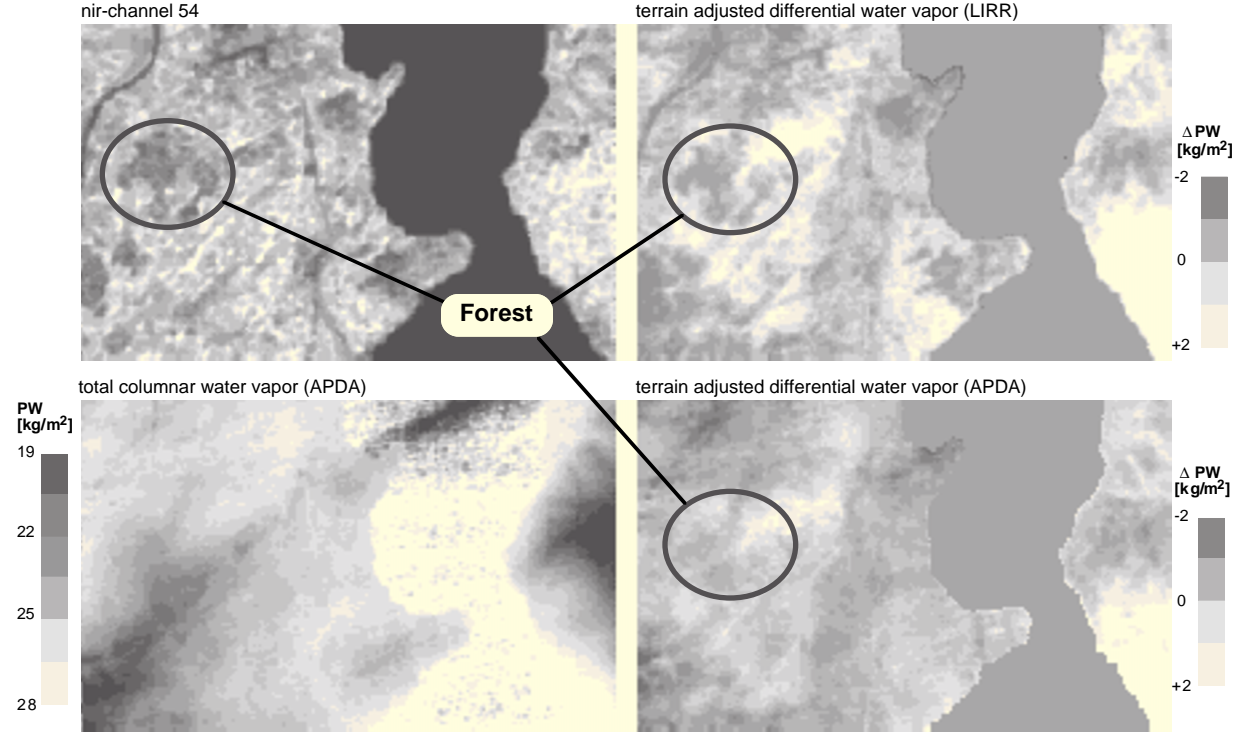 nir-channel 54
terrain adjusted differential water vapor (LIRR)
Δ PW
[kg/m2]
-2
0
+2
Forest
total columnar water vapor (APDA)
terrain adjusted differential water vapor (APDA)
PW
[kg/m2]
19
22
25
28
Δ PW
[kg/m2]
-2
0
+2